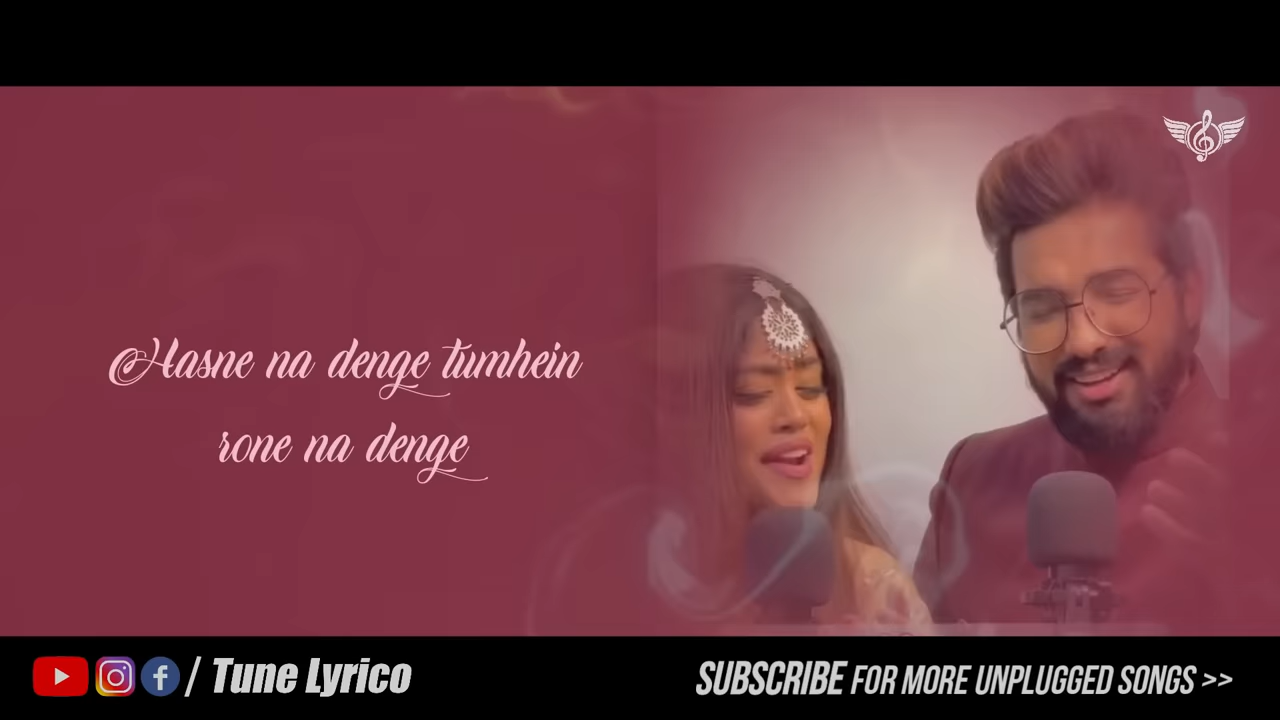 Hasne na denge tumhein
rone na denge
/ Tune Lyrico
SUBSCRIBE FOR MORE UNPLUGGED SONGS >>